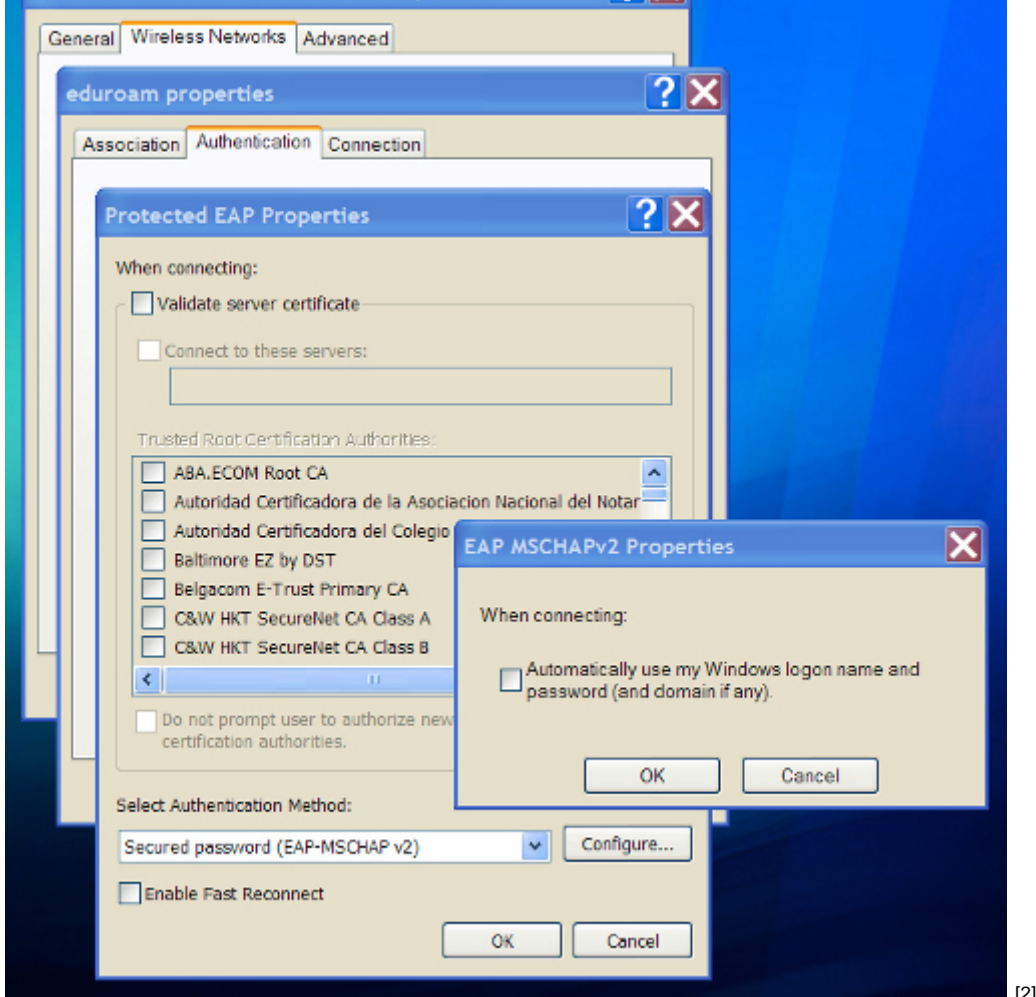 General Wireless Networks Advanced
eduroam properties
Association Authentication Connection
Protected EAP Properties
When connecting:
Validate server certificate
Connect to these servers:
Trusted Root Certification Authorities:
ABA.ECOM Root CA
Autoridad Certificadora de la Asociacion Nacional del Notar
Autoridad Certificadora del Colegio
Baltimore EZ by DST
Belgacom E-Trust Primary CA
C&W HKT SecureNet CA Class A
C&W HKT SecureNet CA Class B
Do not prompt user to authorize new
certification authorities.
Select Authentication Method:
Secured password (EAP-MSCHAP v2)
Configure...
Enable Fast Reconnect
OK Cancel
EAP MSCHAPv2 Properties
When connecting:
Automatically use my Windows logon name and
password (and domain if any).
OK Cancel
[2]